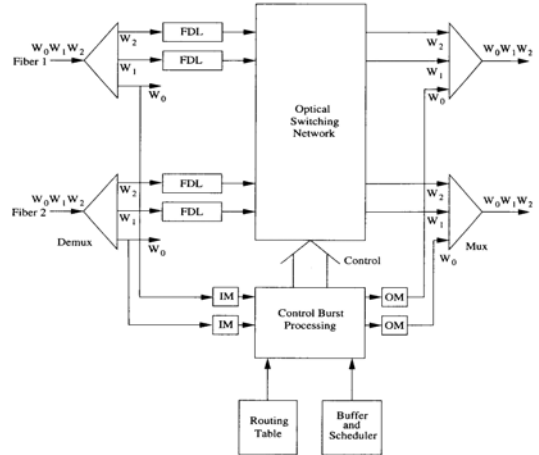 W0W1W2
Fiber 1
W2
FDL
W1
FDL
W0
Optical
Switching
Network
W2
W1
W0
W0W1W2
W0W1W2
Fiber 2
Demux
W2
FDL
W1
FDL
W0
W2
W1
W0
W0W1W2
Mux
Control
IM
IM
Control Burst
Processing
OM
OM
Routing
Table
Buffer
and
Scheduler